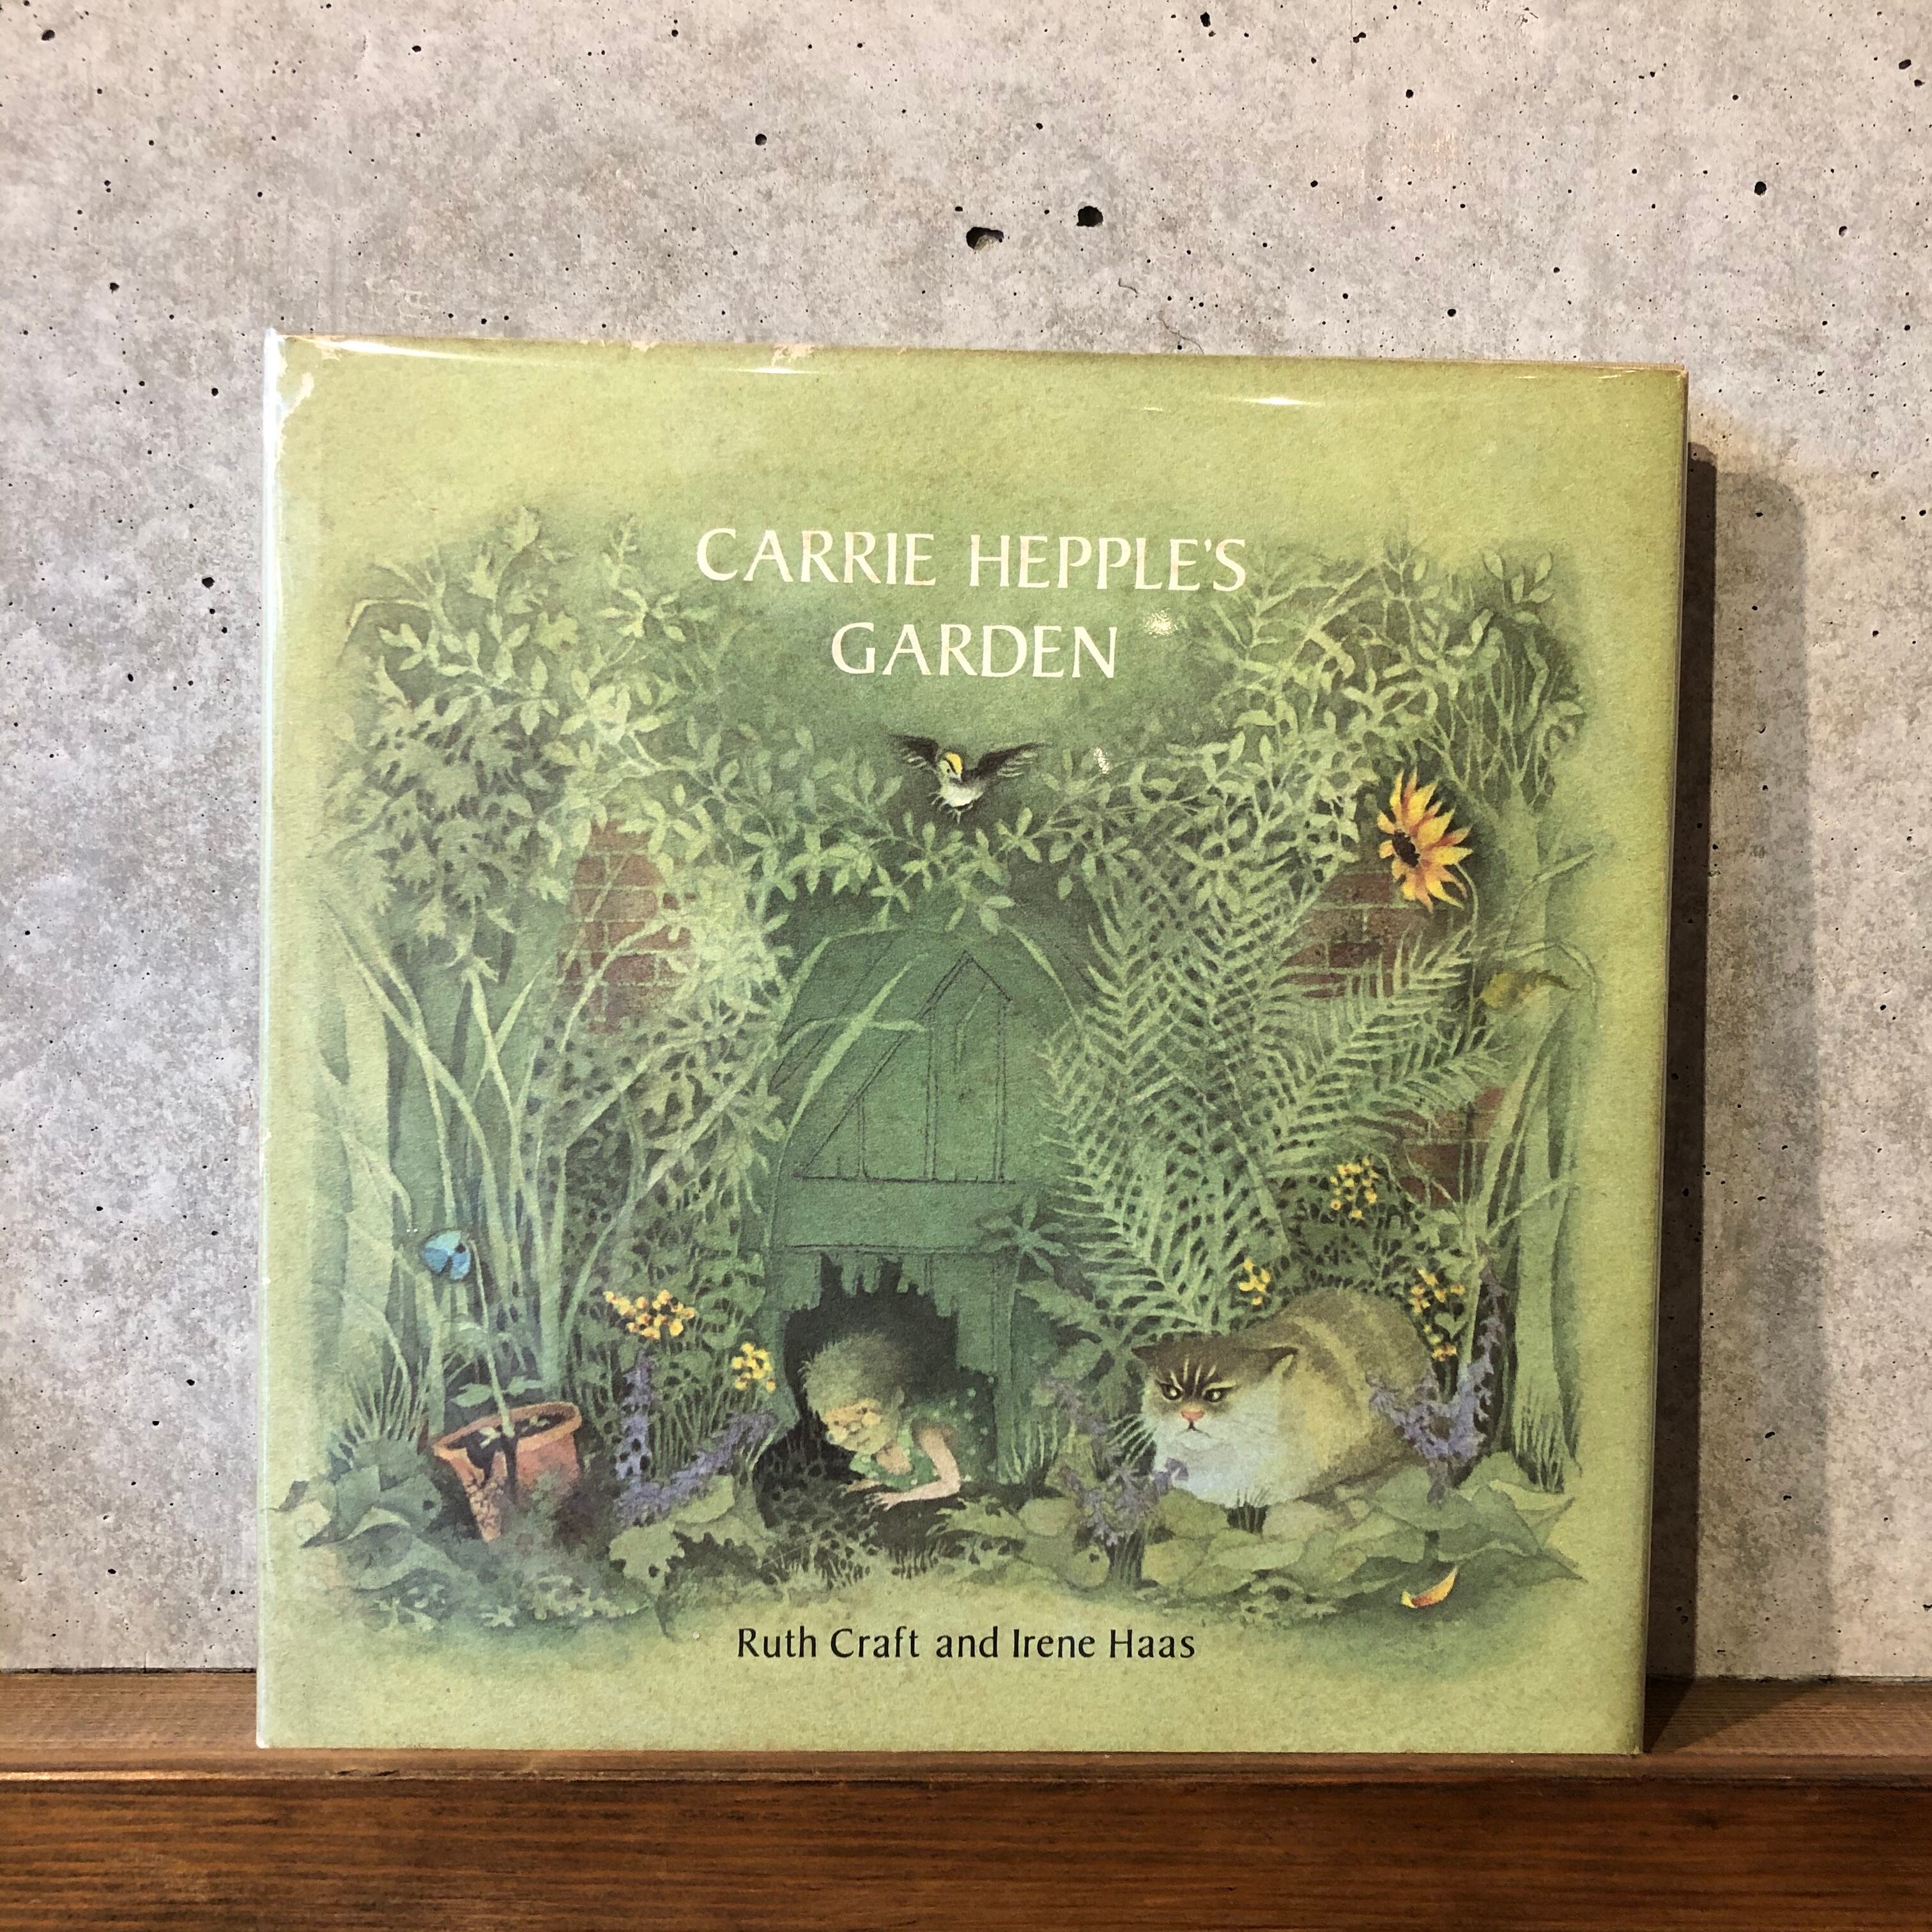 CARRIE HEPPLE'S
GARDEN
Ruth Craft and Irene Haas